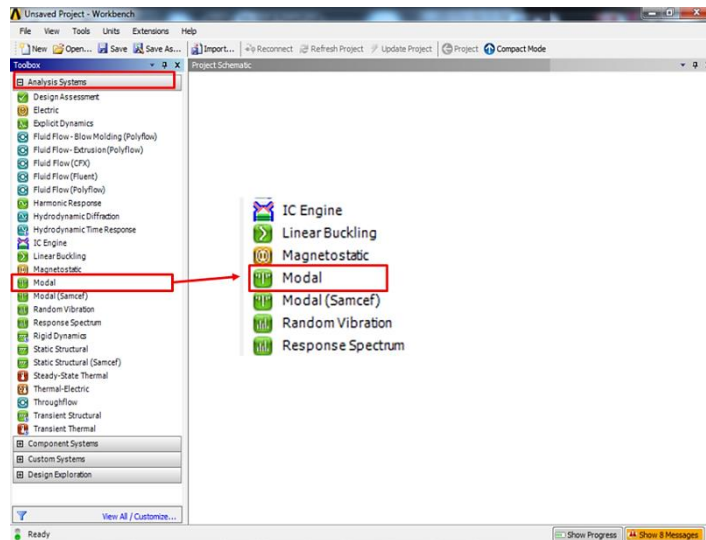 Unsaved Project - Workbench
File View Tools Units Extensions Help
New Open... Save Save As... Import... Reconnect Refresh Project Update Project Project Compact Mode
Toolbox
Project Schematic
Analysis Systems
Design Assessment
Electric
Explicit Dynamics
Fluid Flow - Blow Molding (Polyflow)
Fluid Flow - Extrusion (Polyflow)
Fluid Flow (CFX)
Fluid Flow (Fluent)
Fluid Flow (Polyflow)
Harmonic Response
Hydrodynamic Diffraction
Hydrodynamic Time Response
IC Engine
Linear Buckling
Magnetostatic
Modal
Modal (Samcef)
Random Vibration
Response Spectrum
Rigid Dynamics
Static Structural
Static Structural (Samcef)
Steady-State Thermal
Thermal-Electric
Throughflow
Transient Structural
Transient Thermal
Component Systems
Custom Systems
Design Exploration
View All / Customize...
IC Engine
Linear Buckling
Magnetostatic
Modal
Modal (Samcef)
Random Vibration
Response Spectrum
Ready
Show Progress
Show 8 Messages